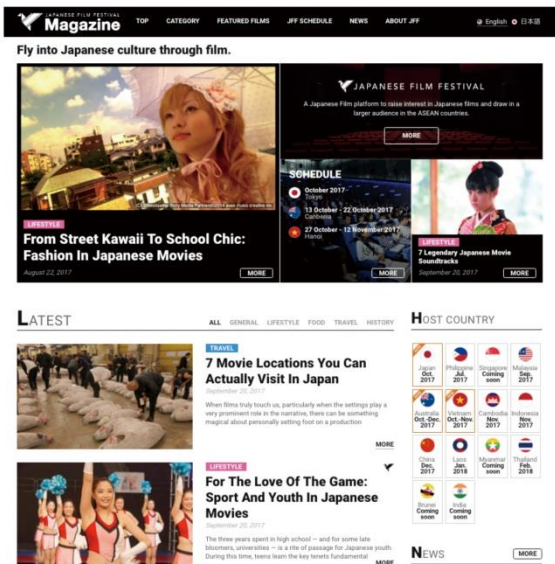 JAPANESE FILM FESTIVAL
Magazine
TOP CATEGORY FEATURED FILMS JFF SCHEDULE NEWS ABOUT JFF English 日本語
Fly into Japanese culture through film.
LIFESTYLE
From Street Kawaii To School Chic:
Fashion In Japanese Movies
August 22, 2017
MORE
JAPANESE FILM FESTIVAL
A Japanese Film platform to raise interest in Japanese films and draw in a
larger audience in the ASEAN countries.
MORE
SCHEDULE
October 2017-
Tokyo
13 October - 22 October 2017
Canberra
27 October - 12 November 2017
Hanoi
MORE
LIFESTYLE
7 Legendary Japanese Movie
Soundtracks
September 20, 2017
MORE
LATEST
ALL GENERAL LIFESTYLE FOOD TRAVEL HISTORY
TRAVEL
7 Movie Locations You Can
Actually Visit In Japan
September 20, 2017
When films truly touch us, particularly when the settings play a
very prominent role in the narrative, there can be something
magical about personally setting foot on a production
MORE
LIFESTYLE
For The Love Of The Game:
Sport And Youth In Japanese
Movies
September 20, 2017
The three years spent in high school — and for some late
bloomers, universities — is a rite of passage for Japanese youth.
During this time, teens learn the key tenets fundamental
MORE
HOST COUNTRY
Japan
Oct.
2017
Philippine
Jul.
2017
Singapore
Coming
soon
Malaysia
Sep.
2017
Australia
Oct.-Dec.
2017
Vietnam
Oct.-Nov.
2017
Cambodia
Nov.
2017
Indonesia
Nov.
2017
China
Dec.
2017
Laos
Jan.
2018
Myanmar
Coming
soon
Thailand
Feb.
2018
Brunei
Coming
soon
India
Coming
soon
NEWS
MORE